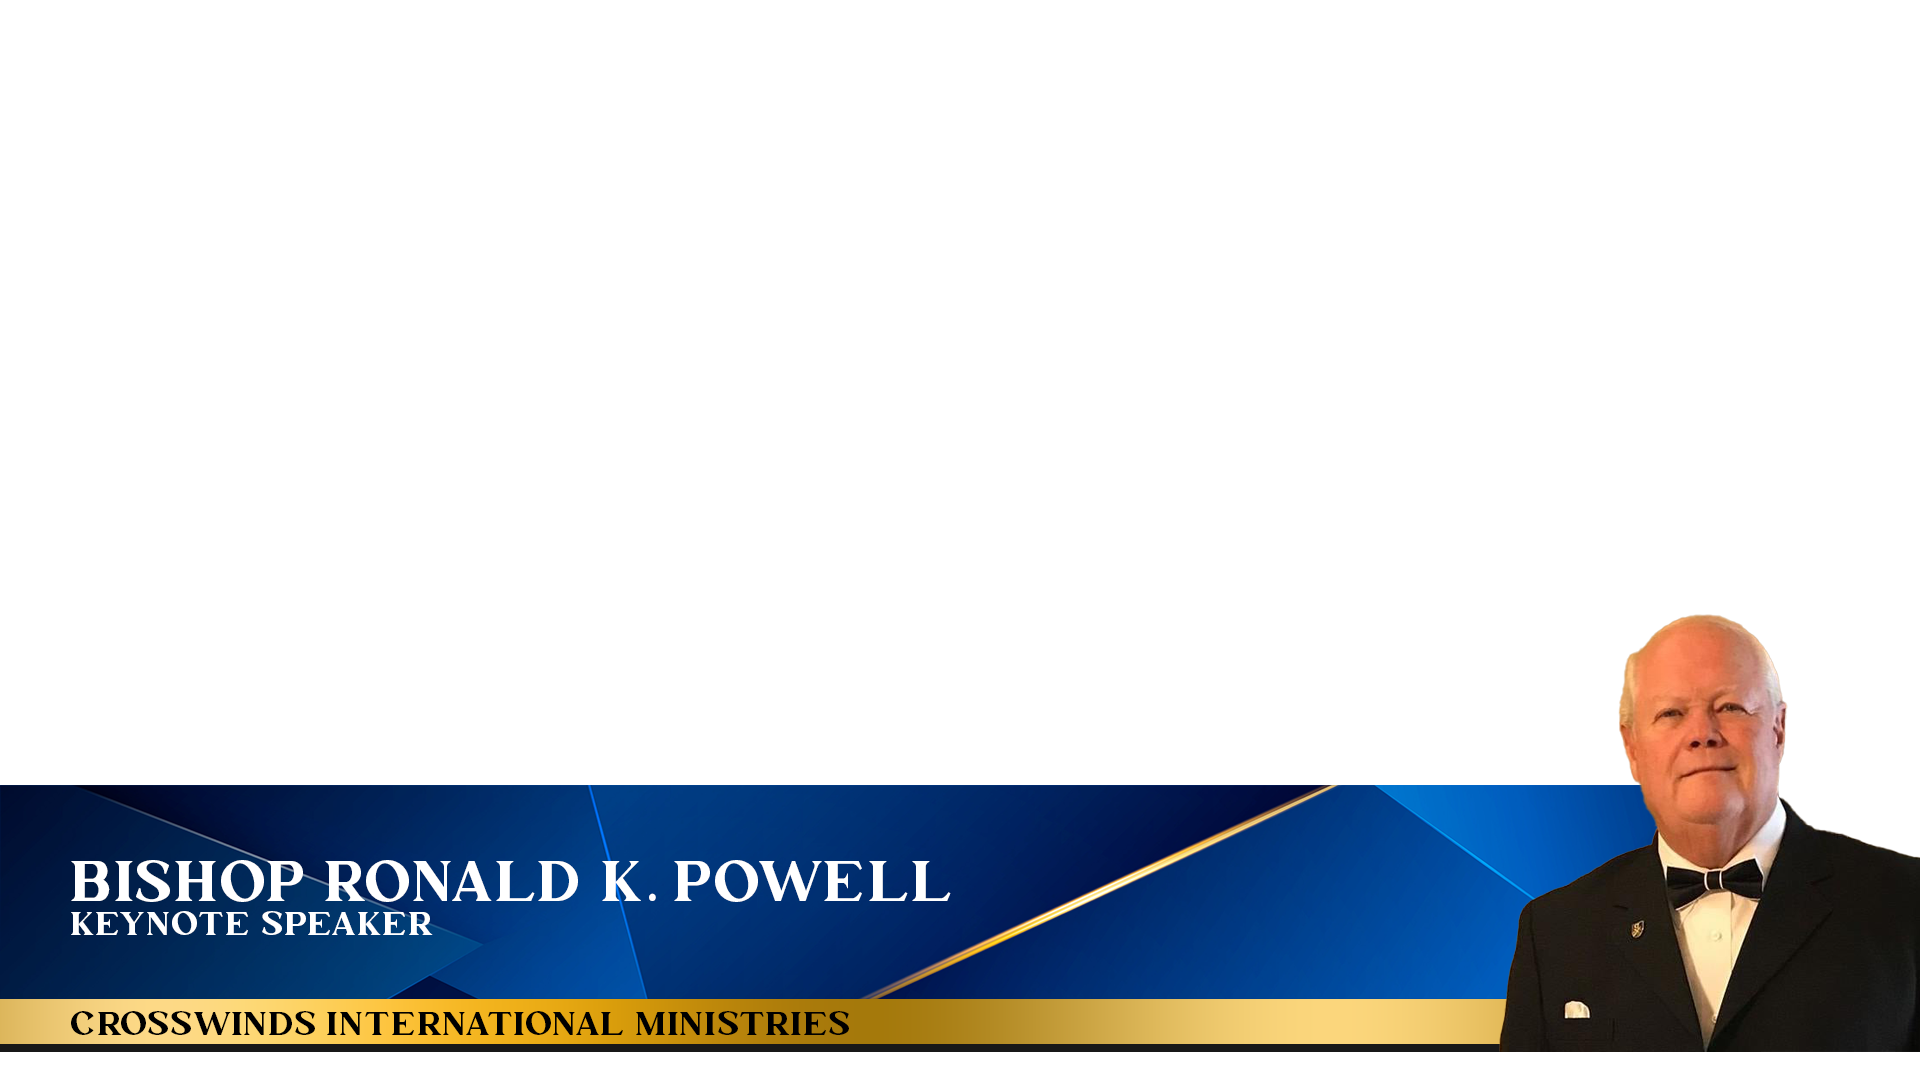 BISHOP RONALD K. POWELL
KEYNOTE SPEAKER
CROSSWINDS INTERNATIONAL MINISTRIES